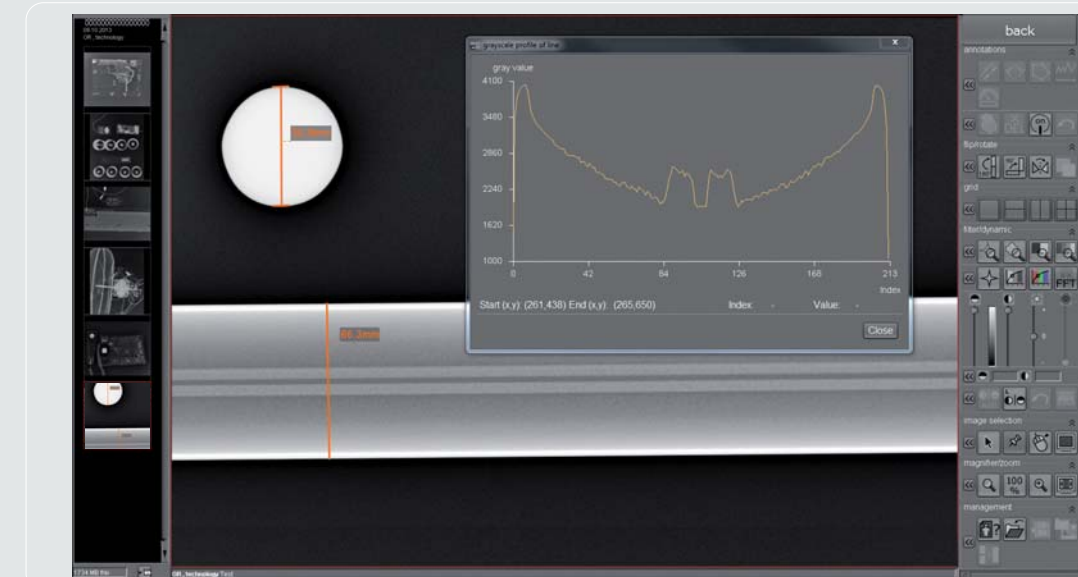 08.10.2013
OR_technology
grayscale profile of line
x
gray value
4100
3480
2860
2240
1620
1000
0
42
84
126
168
213
Index
Start (x,y): (261,438) End (x,y): (265,650)
Index:
-
Value:
-
Close
66.3mm
OR_technology Test
back
annotations
on
flip/rotate
180°
grid
filter/dynamic
FFT
image selection
magnifier/zoom
100
%
management